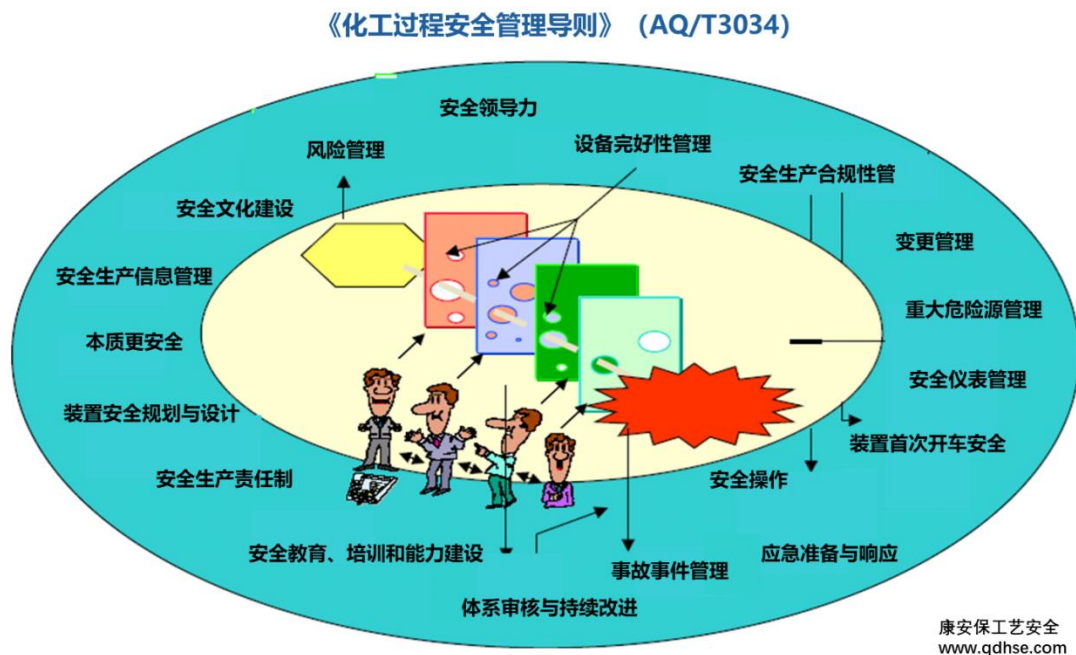 《化工过程安全管理导则》（AQ/T3034）
安全领导力
风险管理
设备完好性管理
安全生产合规性管
安全文化建设
变更管理
安全生产信息管理
重大危险源管理
本质更安全
安全仪表管理
装置安全规划与设计
装置首次开车安全
安全生产责任制
安全操作
安全教育、培训和能力建设
应急准备与响应
事故事件管理
体系审核与持续改进
康安保工艺安全
www.qdhse.com